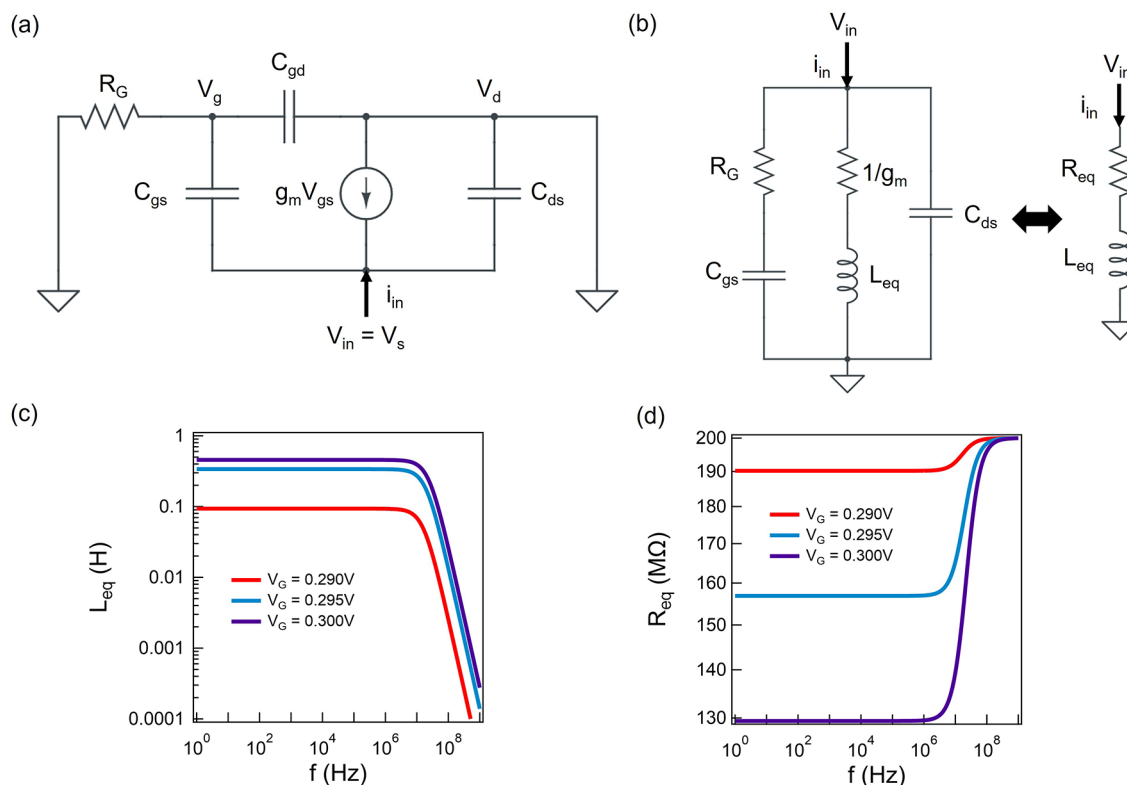 (a)
R_G
V_g
C_gd
V_d
C_gs
g_mV_gs
C_ds
i_in
V_in = V_s
(b)
V_in
i_in
R_G
1/g_m
C_gs
L_eq
C_ds
V_in
i_in
R_eq
L_eq
(c)
L_eq (H)
1
0.1
0.01
0.001
0.0001
V_G = 0.290V
V_G = 0.295V
V_G = 0.300V
10^0 10^2 10^4 10^6 10^8
f (Hz)
(d)
R_eq (MΩ)
200
190
180
170
160
150
140
130
V_G = 0.290V
V_G = 0.295V
V_G = 0.300V
10^0 10^2 10^4 10^6 10^8
f (Hz)